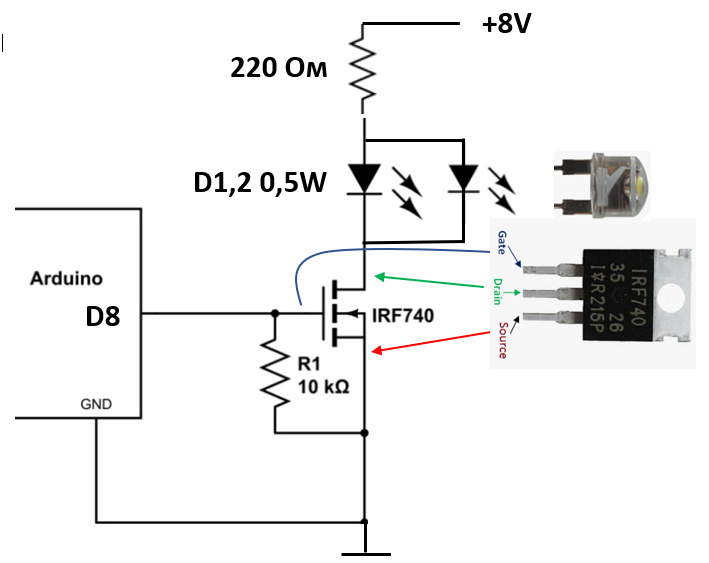 +8V
220 Ом
D1,2 0,5W
Arduino
D8
GND
R1
10 kΩ
IRF740
Gate
Drain
Source
IRF740
35 26
I R215P